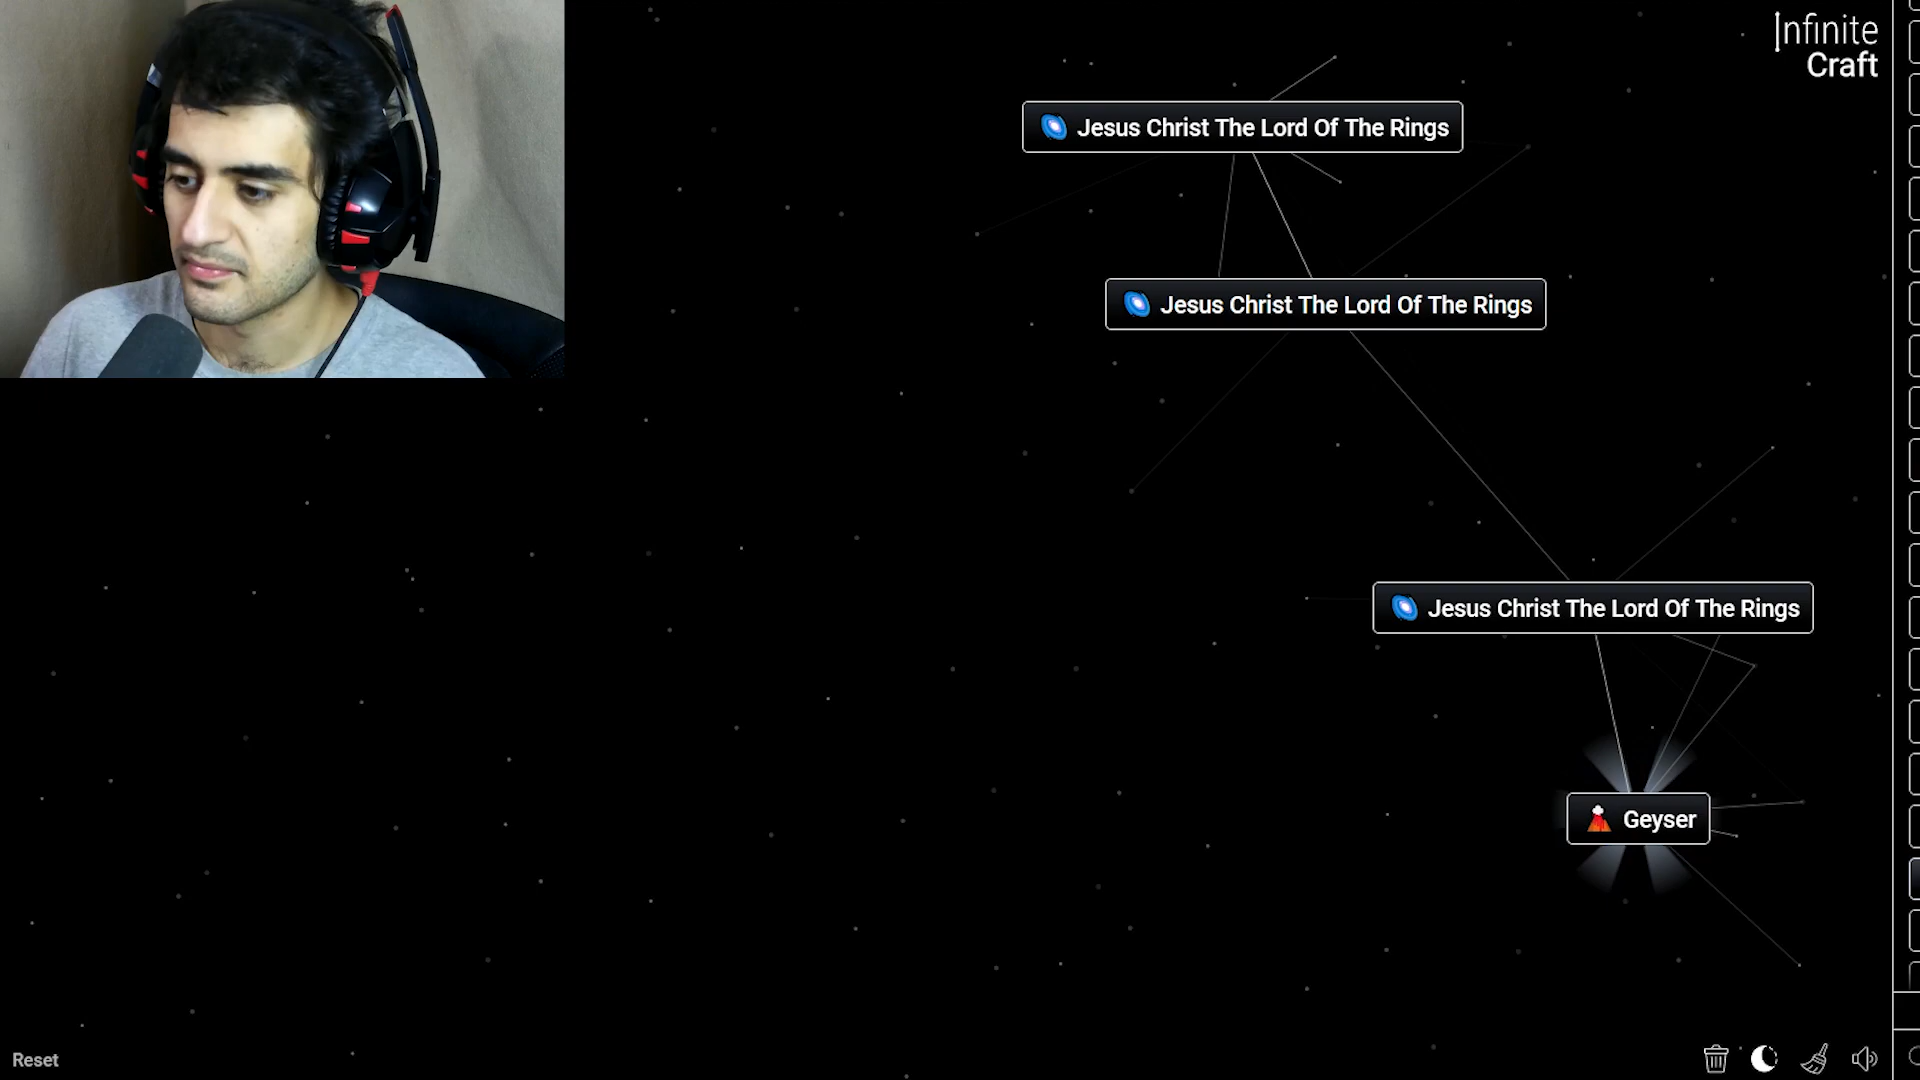 Infinite
Craft
Jesus Christ The Lord Of The Rings
Jesus Christ The Lord Of The Rings
Jesus Christ The Lord Of The Rings
Geyser
Reset